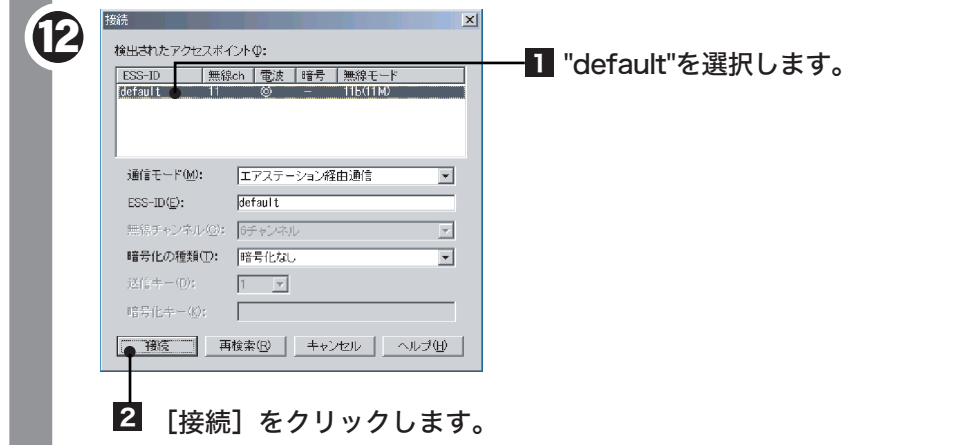 12
接続
検出されたアクセスポイント(I):
ESS-ID 無線ch 電波 暗号 無線モード
default 11 ◎ － 11b(11M)
1 "default"を選択します。
通信モード(M): エアステーション経由通信
ESS-ID(E): default
無線チャンネル(C): 6チャンネル
暗号化の種類(T): 暗号化なし
送信キー(D): 1
暗号化キー(K):
接続 再検索(R) キャンセル ヘルプ(H)
2 ［接続］をクリックします。